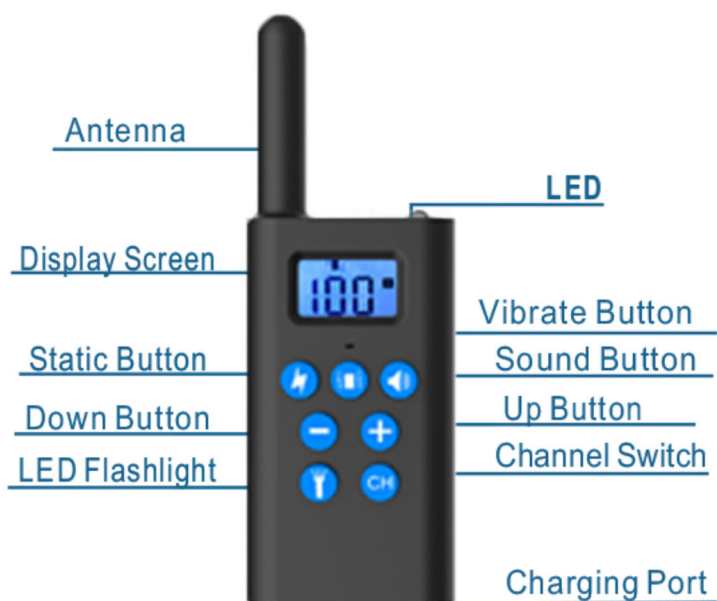 Antenna
LED
Display Screen
100
Vibrate Button
Static Button
Sound Button
Down Button
Up Button
LED Flashlight
Channel Switch
CH
Charging Port